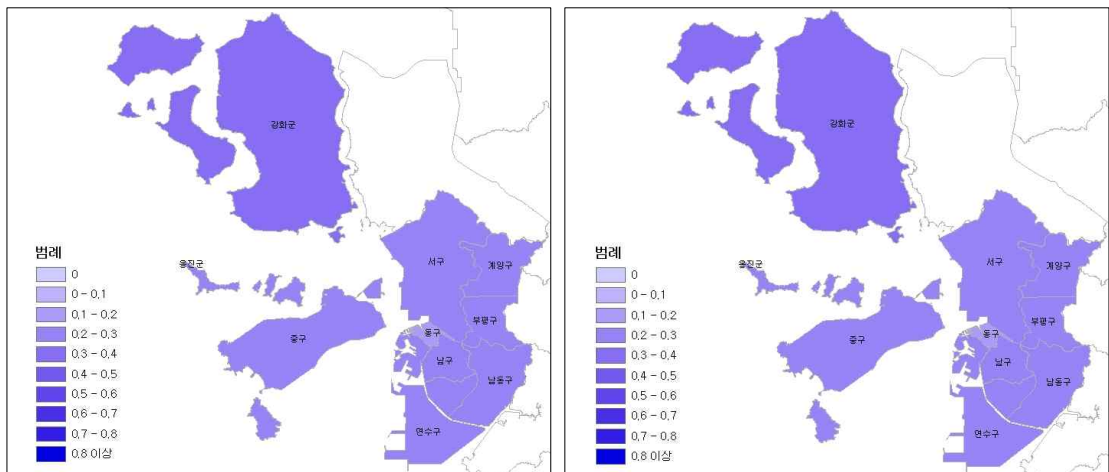 강화군
서구
계양구
옹진군
부평구
중구
동구
남구
남동구
연수구
범례
0
0 - 0.1
0.1 - 0.2
0.2 - 0.3
0.3 - 0.4
0.4 - 0.5
0.5 - 0.6
0.6 - 0.7
0.7 - 0.8
0.8 이상
강화군
서구
계양구
옹진군
부평구
중구
동구
남구
남동구
연수구
범례
0
0 - 0.1
0.1 - 0.2
0.2 - 0.3
0.3 - 0.4
0.4 - 0.5
0.5 - 0.6
0.6 - 0.7
0.7 - 0.8
0.8 이상